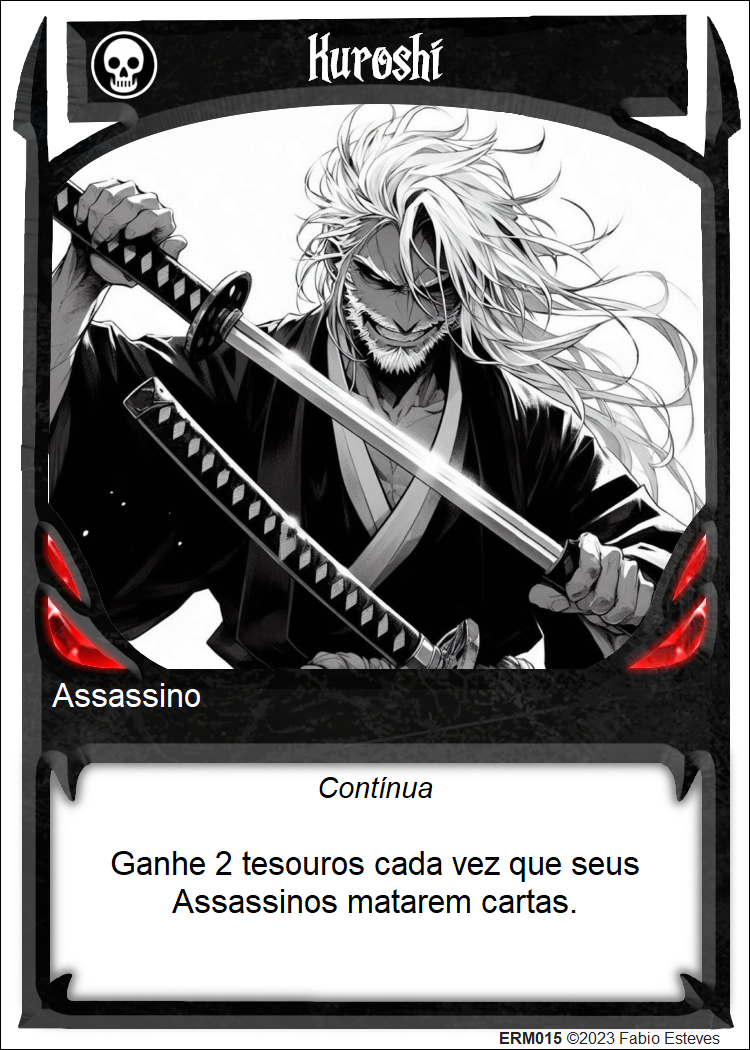 Kuroshi
Assassino
Contínua
Ganhe 2 tesouros cada vez que seus
Assassinos matarem cartas.
ERM015 ©2023 Fabio Esteves